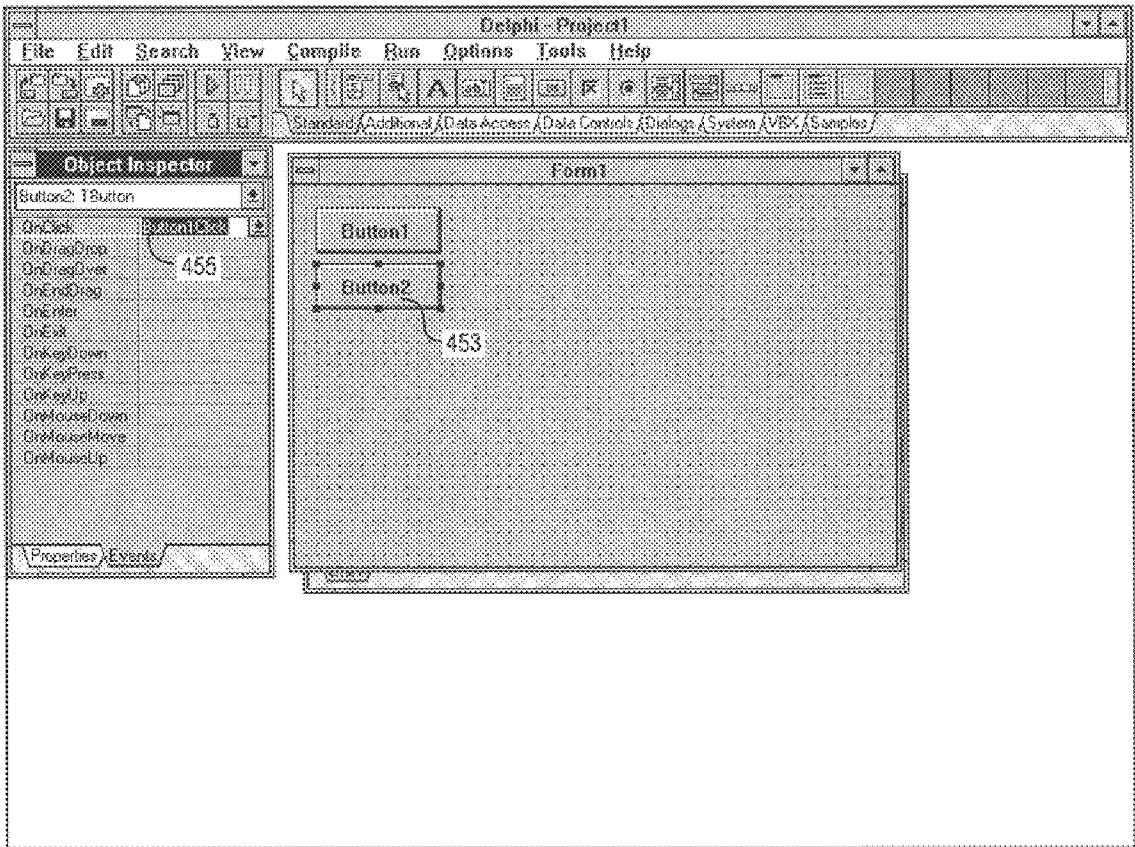 Delphi - Project1
File Edit Search View Compile Run Options Tools Help
Standard Additional Data Access Data Controls Dialogs System VBX Samples
Object Inspector
Button2: TButton
OnClick Button1Click
OnDragDrop
OnDragOver
OnEndDrag
OnEnter
OnExit
OnKeyDown
OnKeyPress
OnKeyUp
OnMouseDown
OnMouseMove
OnMouseUp
455
Properties Events
Form1
Button1
Button2
453